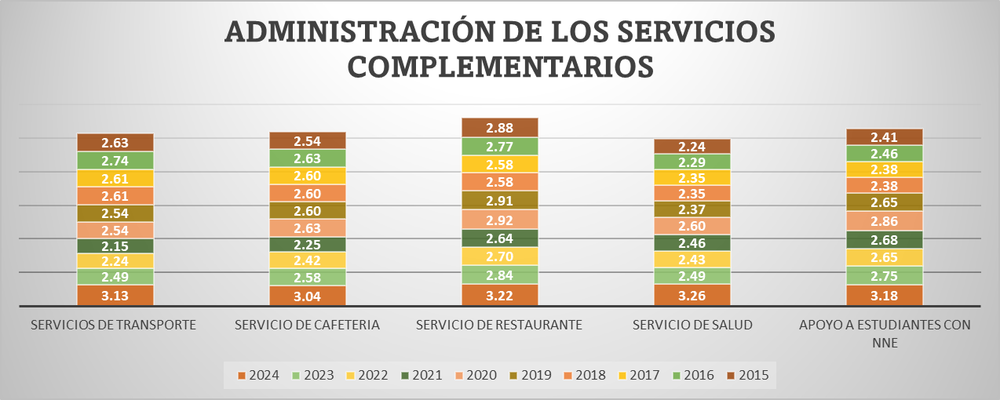 ADMINISTRACIÓN DE LOS SERVICIOS
COMPLEMENTARIOS
2.63 2.54 2.88 2.24 2.41
2.74 2.63 2.77 2.29 2.46
2.61 2.60 2.58 2.35 2.38
2.61 2.60 2.58 2.35 2.38
2.54 2.60 2.91 2.37 2.65
2.54 2.63 2.92 2.60 2.86
2.15 2.25 2.64 2.46 2.68
2.24 2.42 2.70 2.43 2.65
2.49 2.58 2.84 2.49 2.75
3.13 3.04 3.22 3.26 3.18
SERVICIOS DE TRANSPORTE SERVICIO DE CAFETERIA SERVICIO DE RESTAURANTE SERVICIO DE SALUD APOYO A ESTUDIANTES CON
NNE
2024 2023 2022 2021 2020 2019 2018 2017 2016 2015